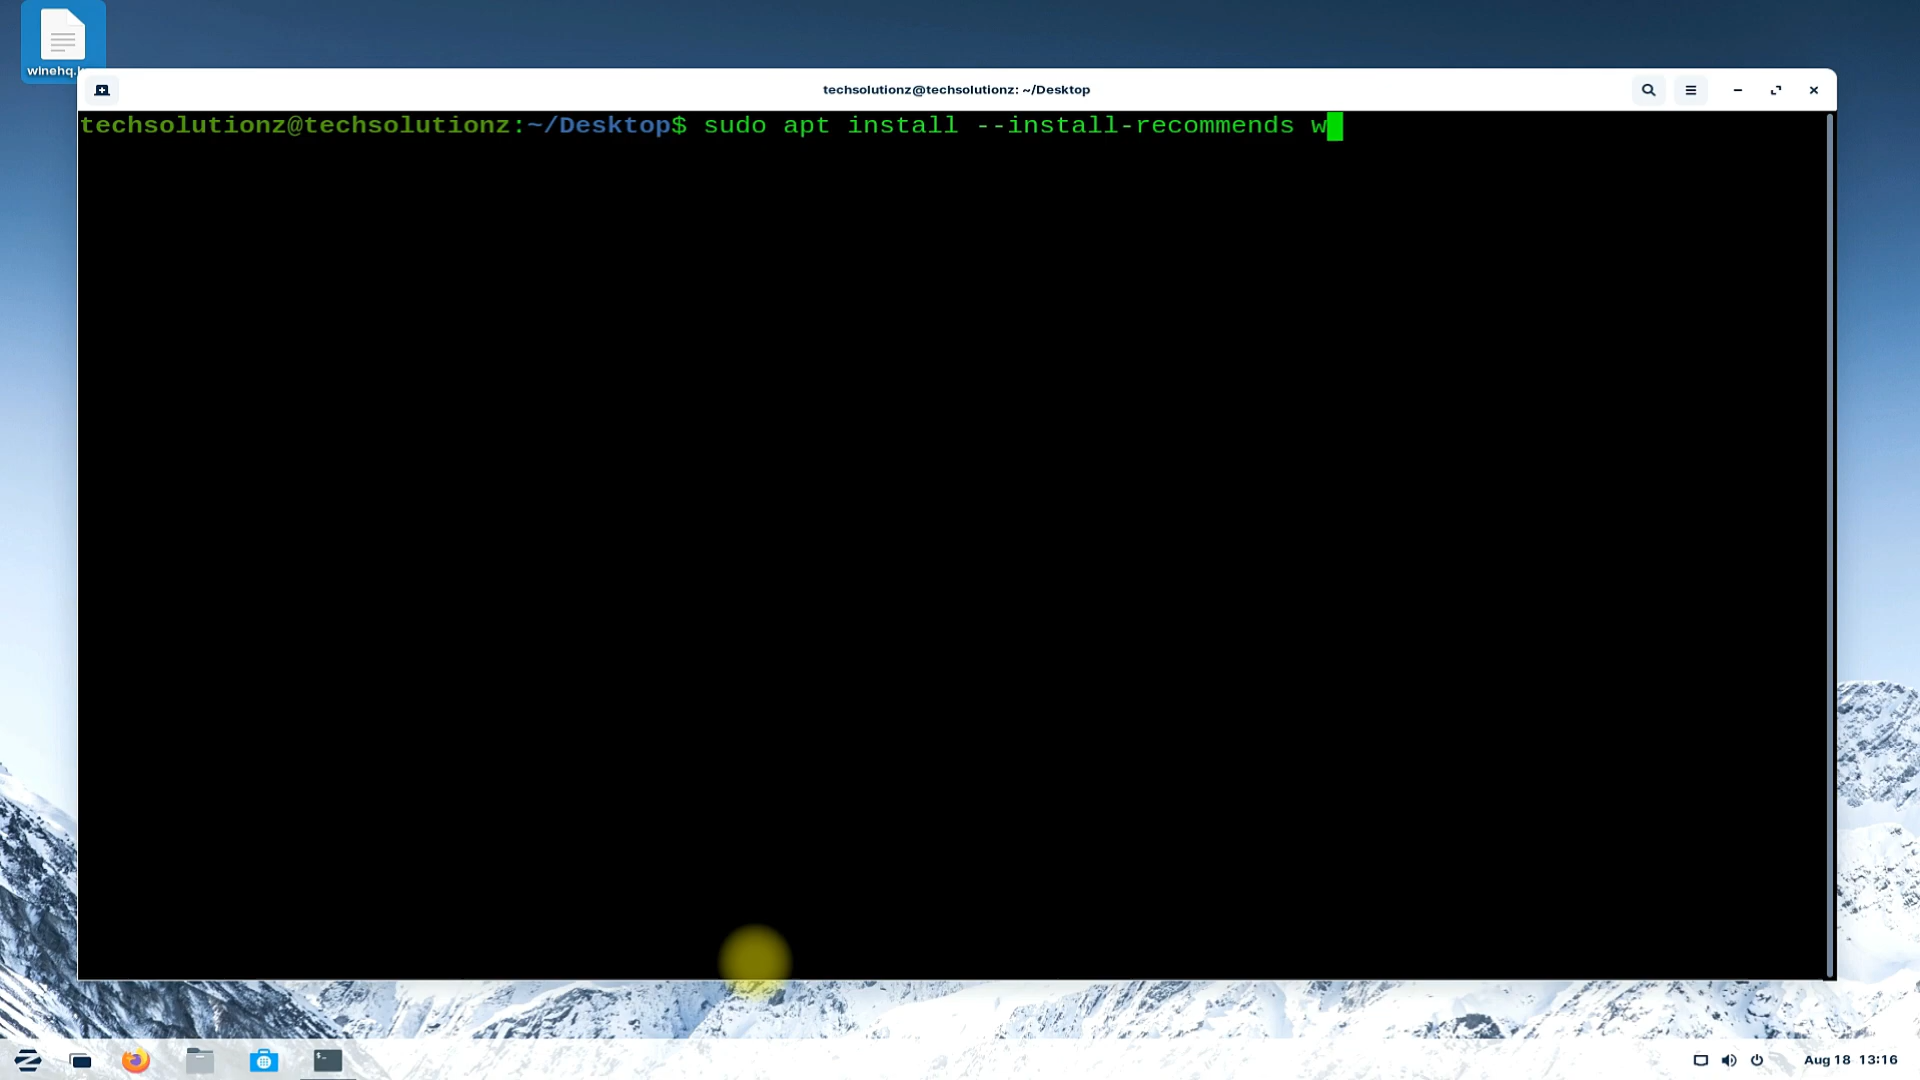 winehq.
techsolutionz@techsolutionz: ~/Desktop
techsolutionz@techsolutionz:~/Desktop$ sudo apt install --install-recommends w
Aug 18 13:16